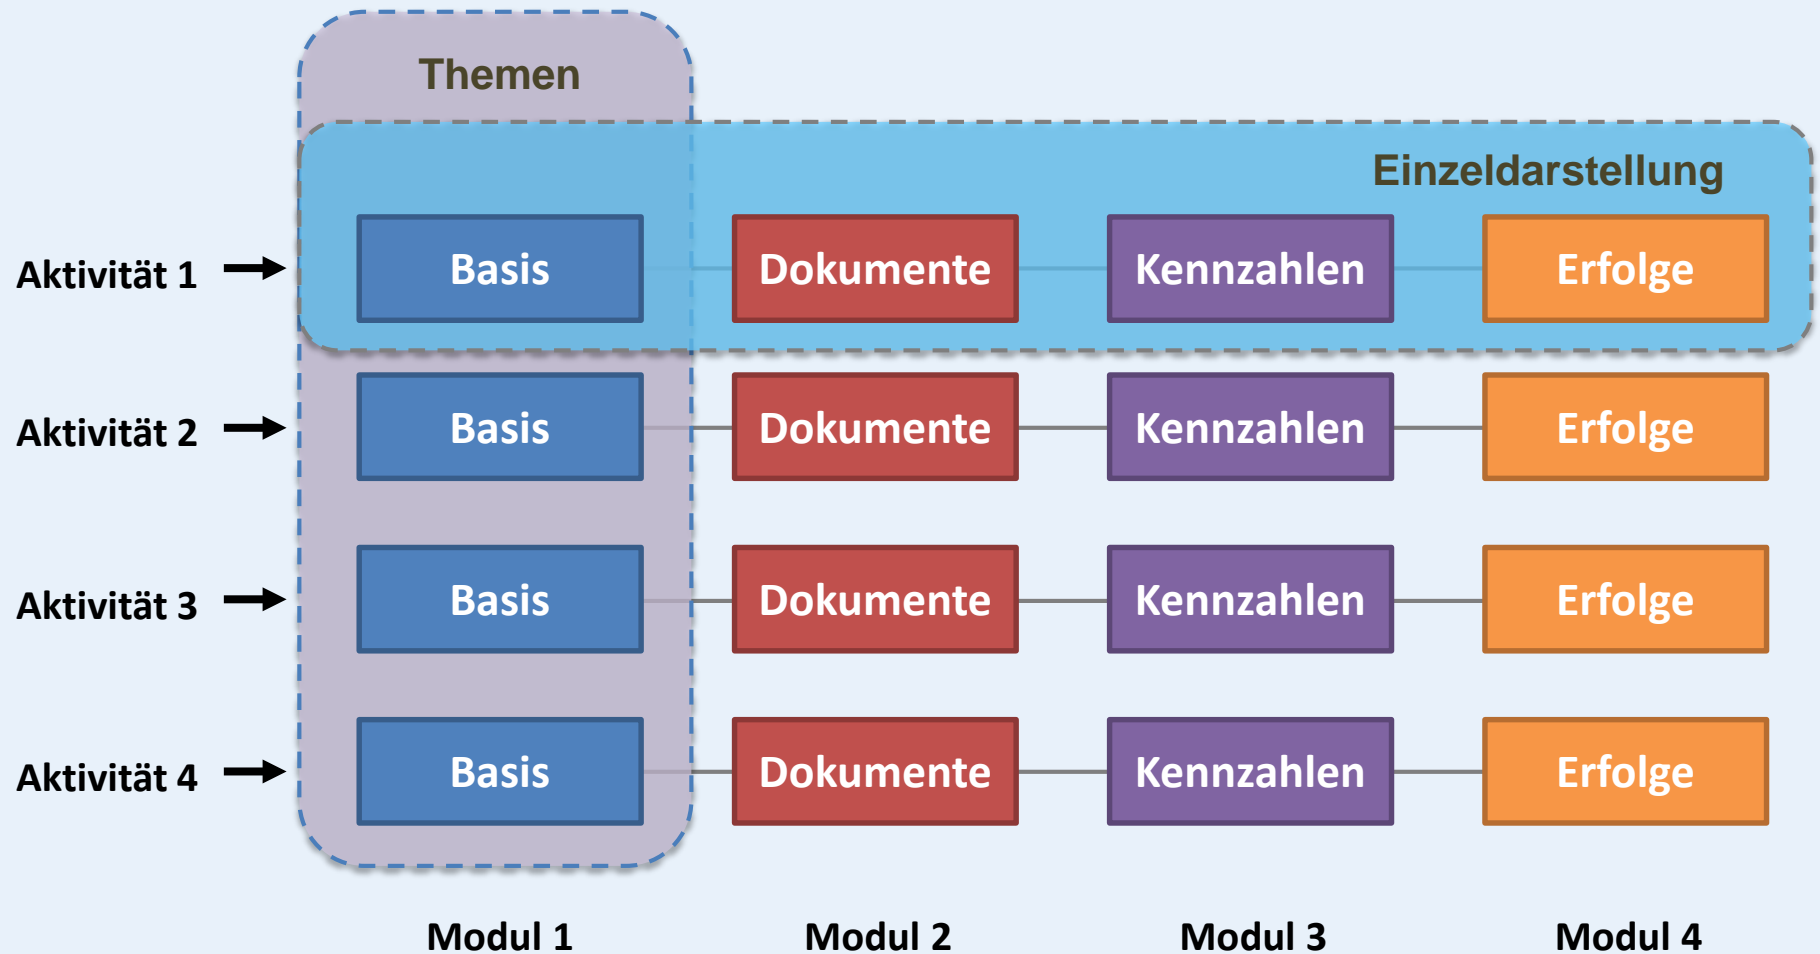 Themen
Einzeldarstellung
Aktivität 1
Basis
Dokumente
Kennzahlen
Erfolge
Aktivität 2
Basis
Dokumente
Kennzahlen
Erfolge
Aktivität 3
Basis
Dokumente
Kennzahlen
Erfolge
Aktivität 4
Basis
Dokumente
Kennzahlen
Erfolge
Modul 1
Modul 2
Modul 3
Modul 4